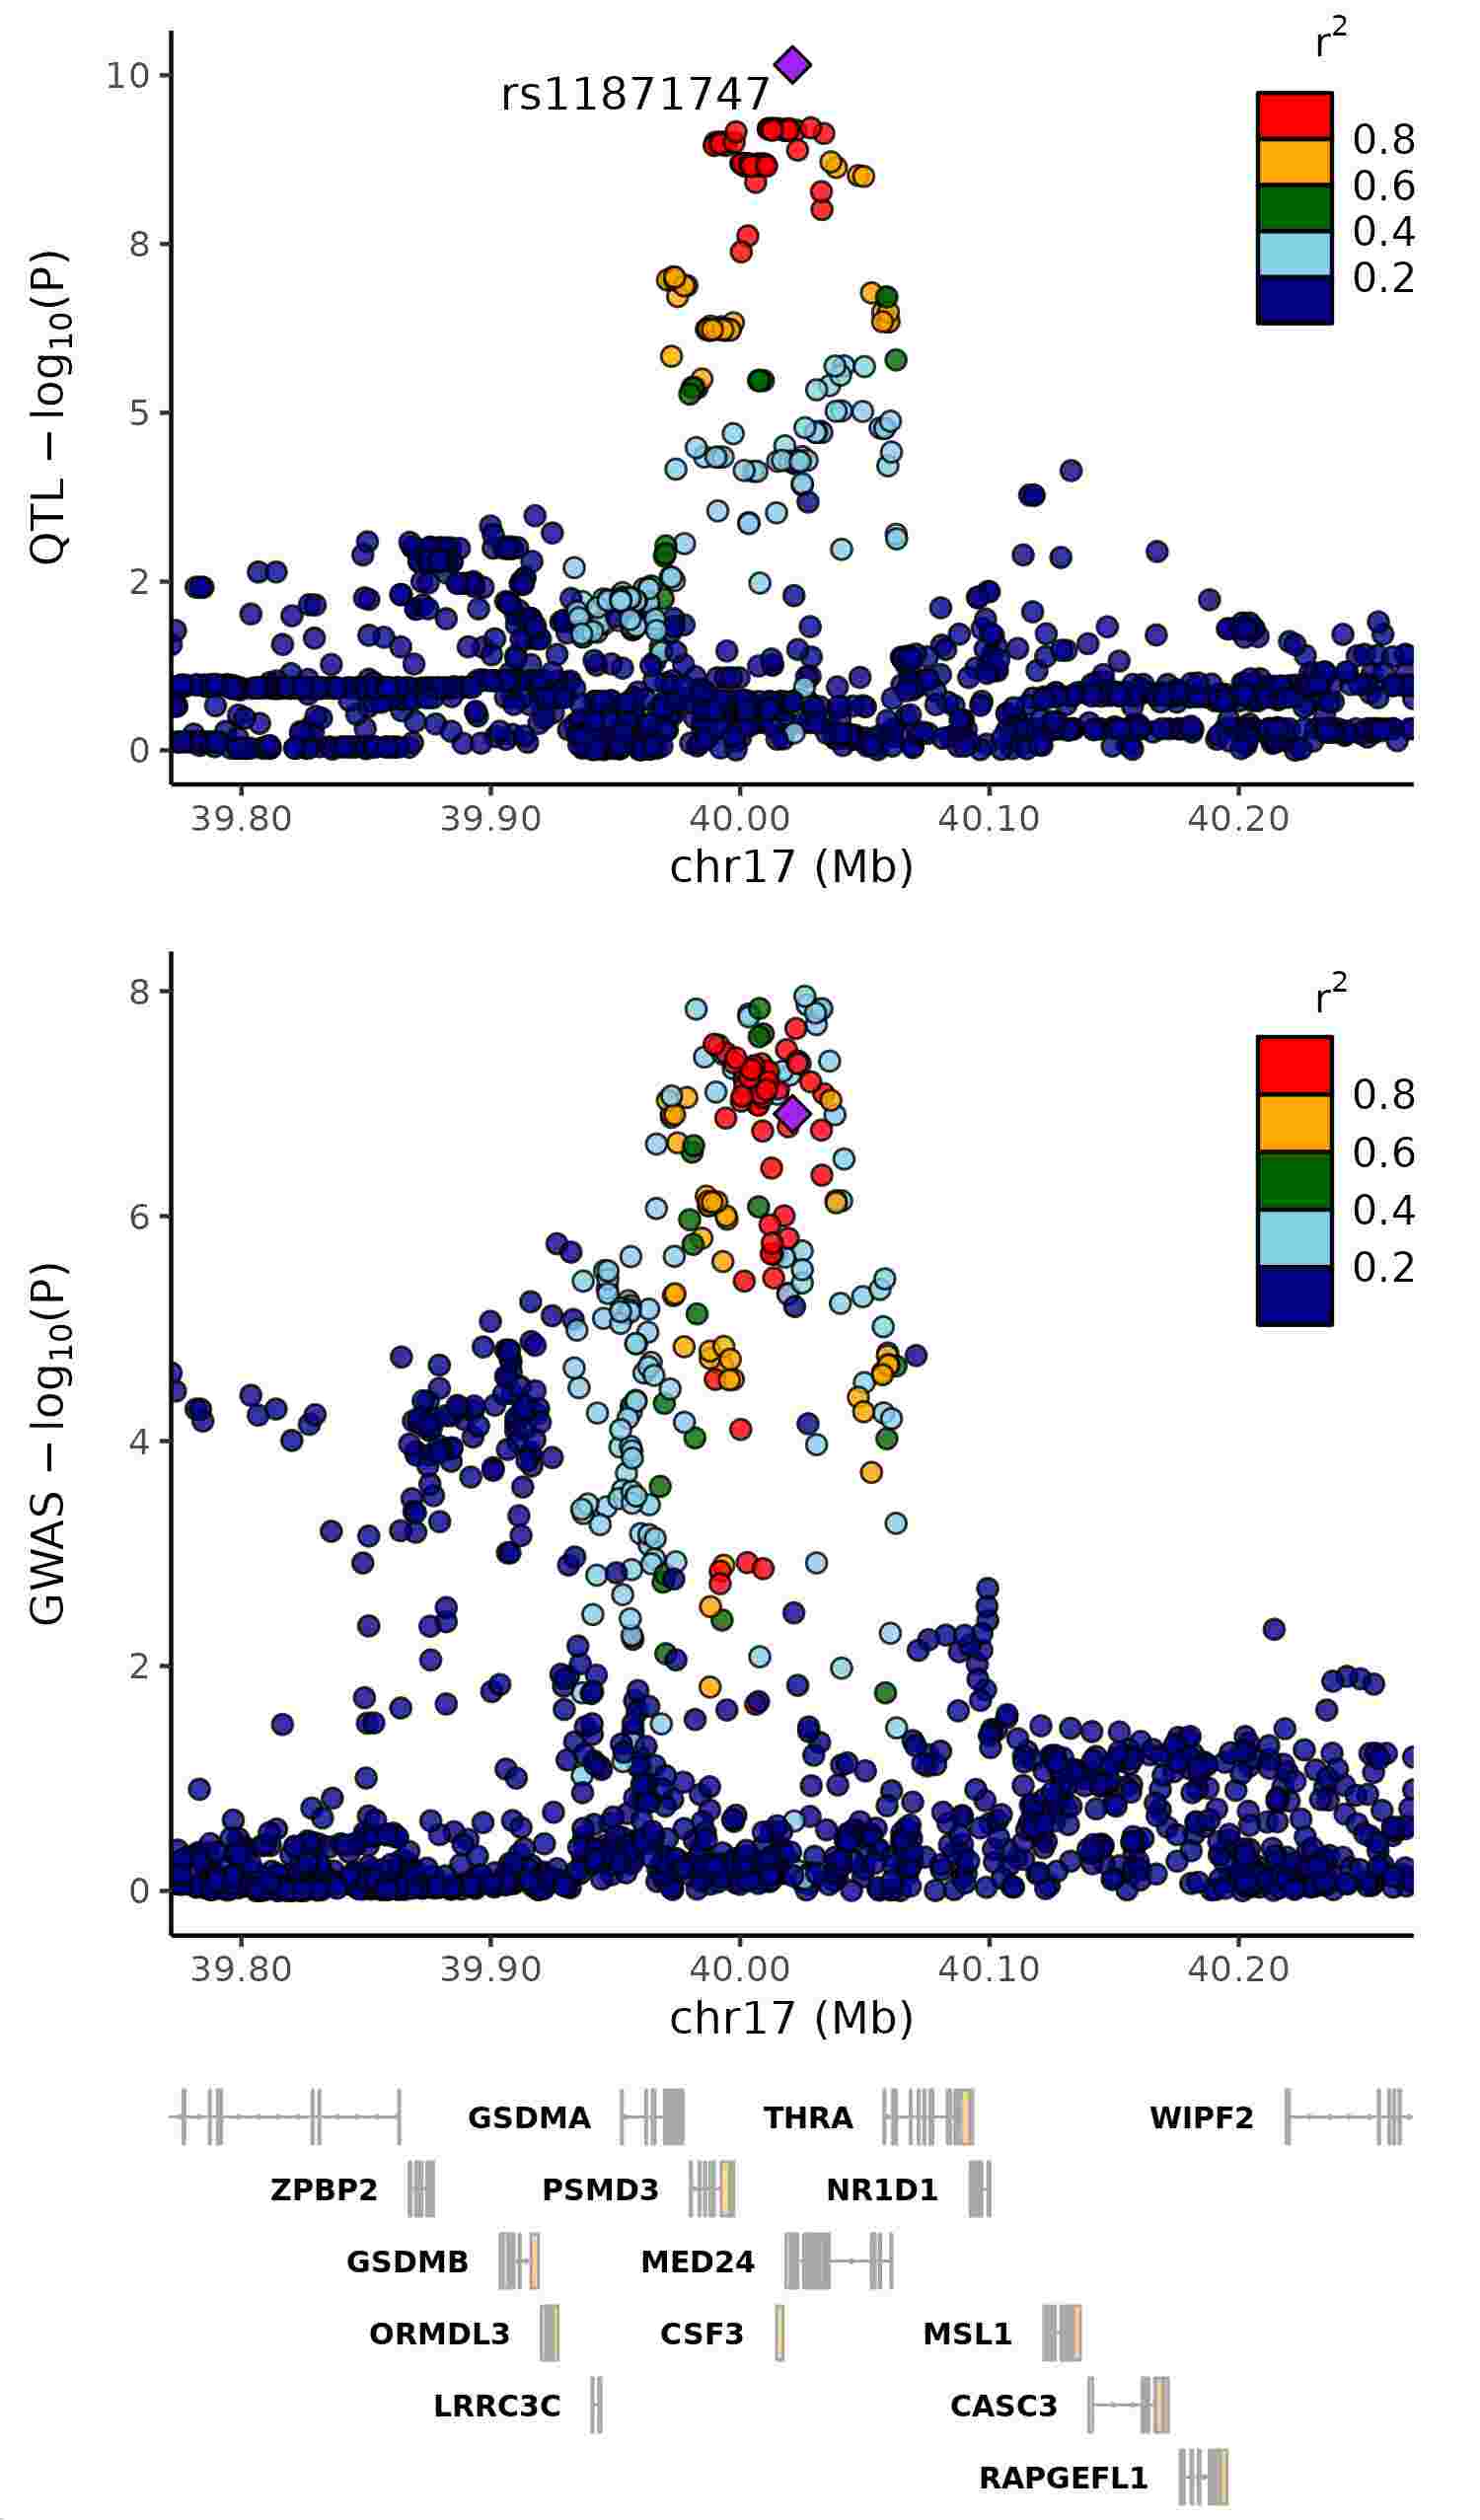 r2
10
rs11871747
0.8
0.6
0.4
0.2
8
5
2
0
QTL −log10(P)
39.80 39.90 40.00 40.10 40.20
chr17 (Mb)
r2
8
0.8
0.6
0.4
0.2
6
4
2
0
GWAS −log10(P)
39.80 39.90 40.00 40.10 40.20
chr17 (Mb)
GSDMA THRA WIPF2
ZPBP2 PSMD3 NR1D1
GSDMB MED24
ORMDL3 CSF3 MSL1
LRRC3C CASC3
RAPGEFL1